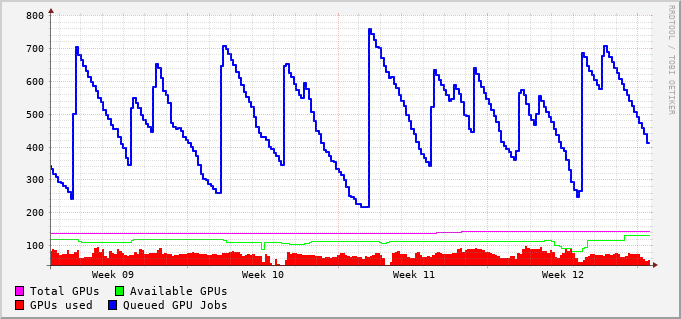 800
700
600
500
400
300
200
100
Week 09 Week 10 Week 11 Week 12
Total GPUs Available GPUs
GPUs used Queued GPU Jobs
RRDTOOL / TOBI OETIKER